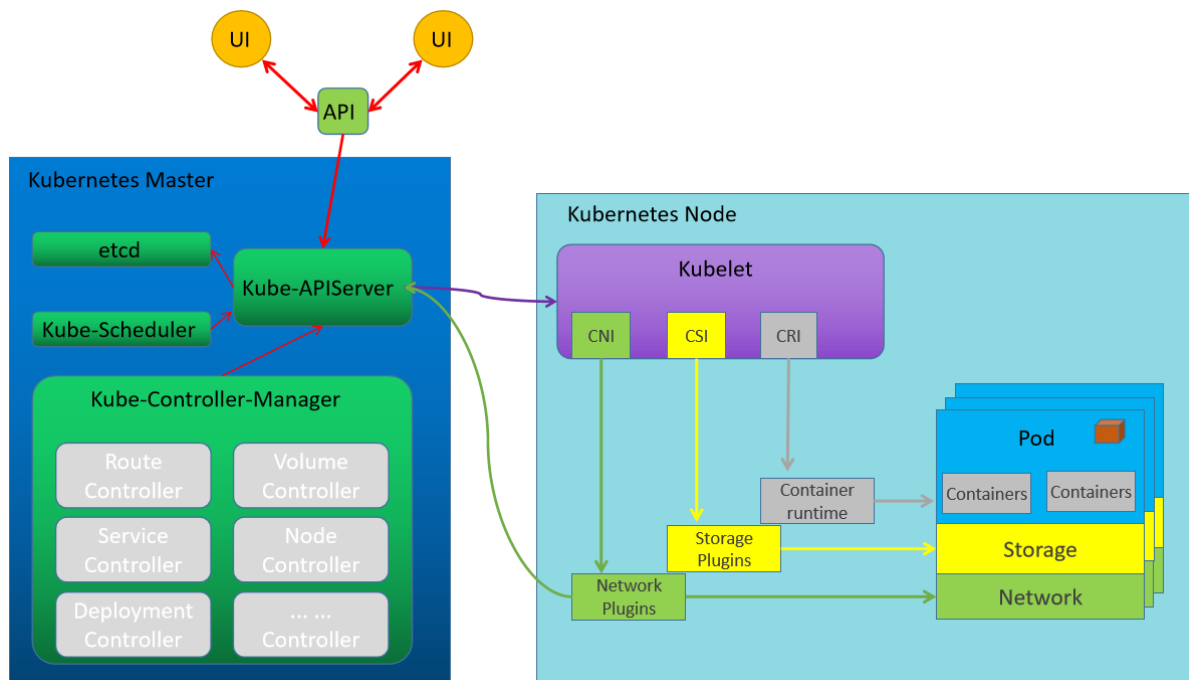 UI
UI
API
Kubernetes Master
etcd
Kube-APIServer
Kube-Scheduler
Kube-Controller-Manager
Route
Controller
Volume
Controller
Service
Controller
Node
Controller
Deployment
Controller
... ...
Controller
Kubernetes Node
Kubelet
CNI
CSI
CRI
Container
runtime
Storage
Plugins
Network
Plugins
Pod
Containers
Containers
Storage
Network